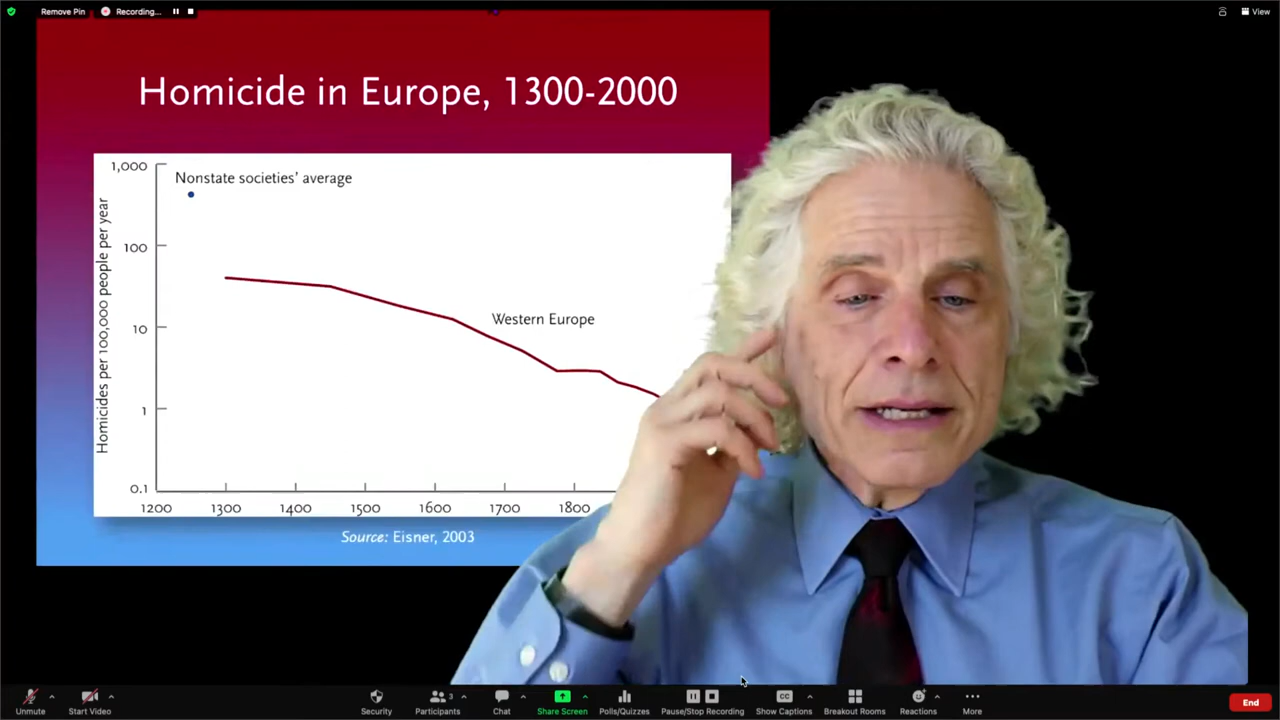 Remove Pin
Recording...
View
Homicide in Europe, 1300-2000
1,000
Nonstate societies' average
100
10
Western Europe
1
0.1
Homicides per 100,000 people per year
1200 1300 1400 1500 1600 1700 1800
Source: Eisner, 2003
Unmute
Start Video
Security
3
Participants
Chat
Share Screen
Polls/Quizzes
Pause/Stop Recording
CC
Show Captions
Breakout Rooms
Reactions
More
End